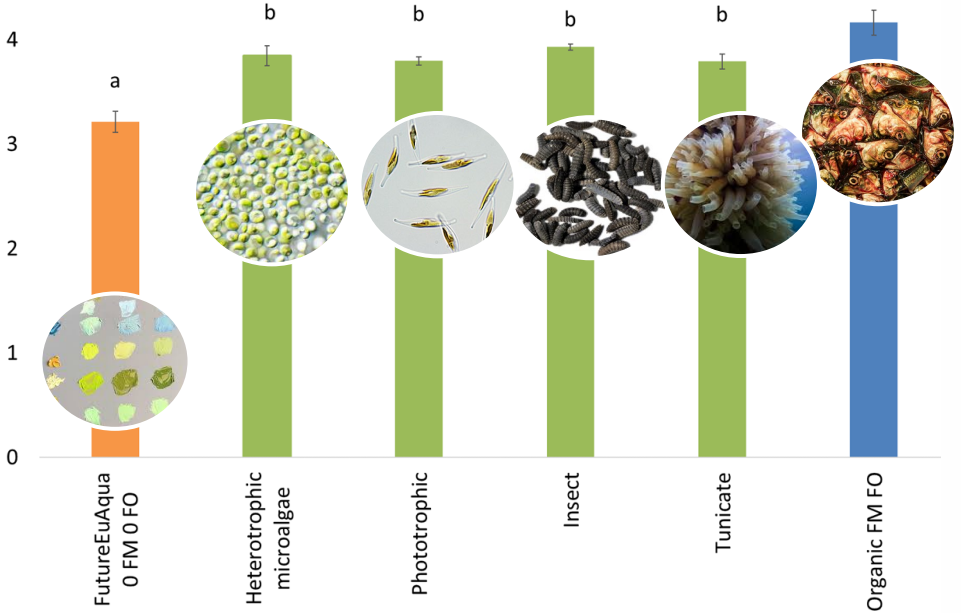 4
3
2
1
0
a
b
b
b
b
FutureEuAqua
0 FM 0 FO
Heterotrophic
microalgae
Phototrophic
Insect
Tunicate
Organic FM FO